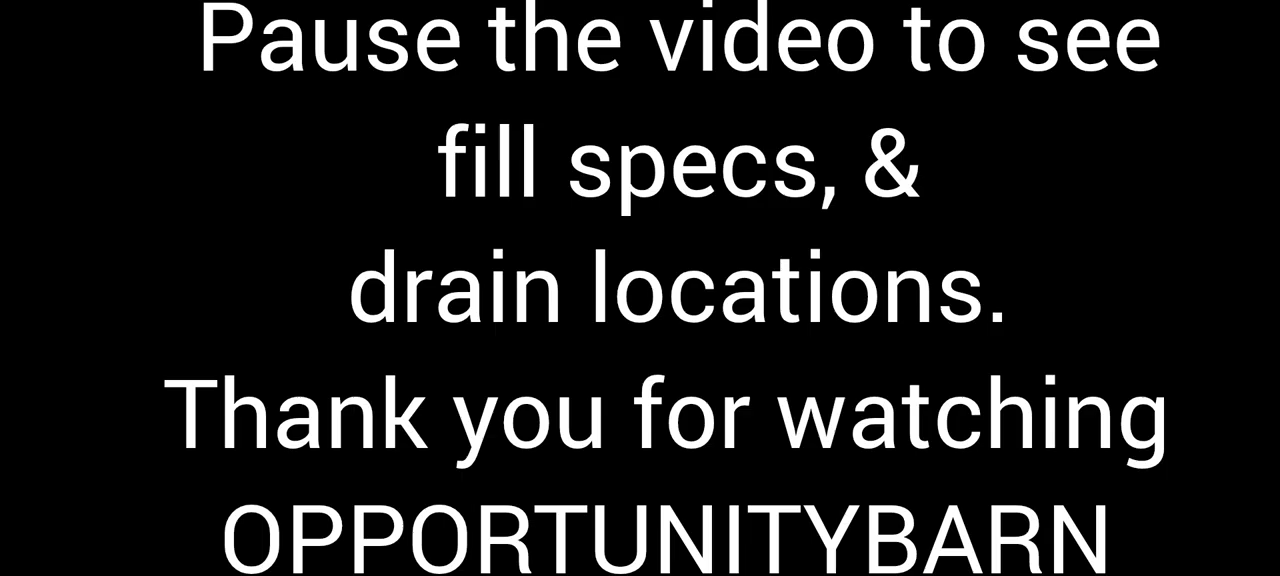 Pause the video to see
fill specs, &
drain locations.
Thank you for watching
OPPORTUNITYBARN